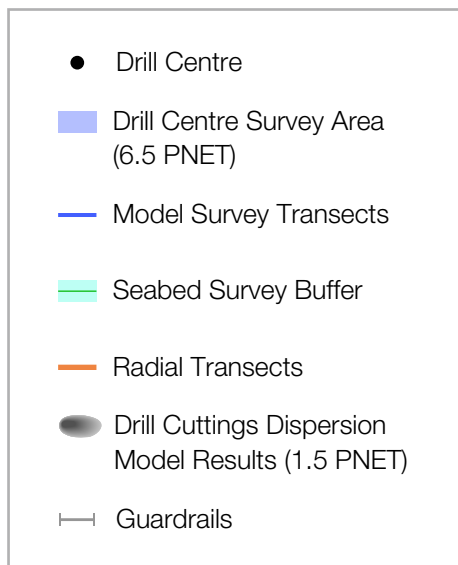 Drill Centre
Drill Centre Survey Area
(6.5 PNET)
Model Survey Transects
Seabed Survey Buffer
Radial Transects
Drill Cuttings Dispersion
Model Results (1.5 PNET)
Guardrails